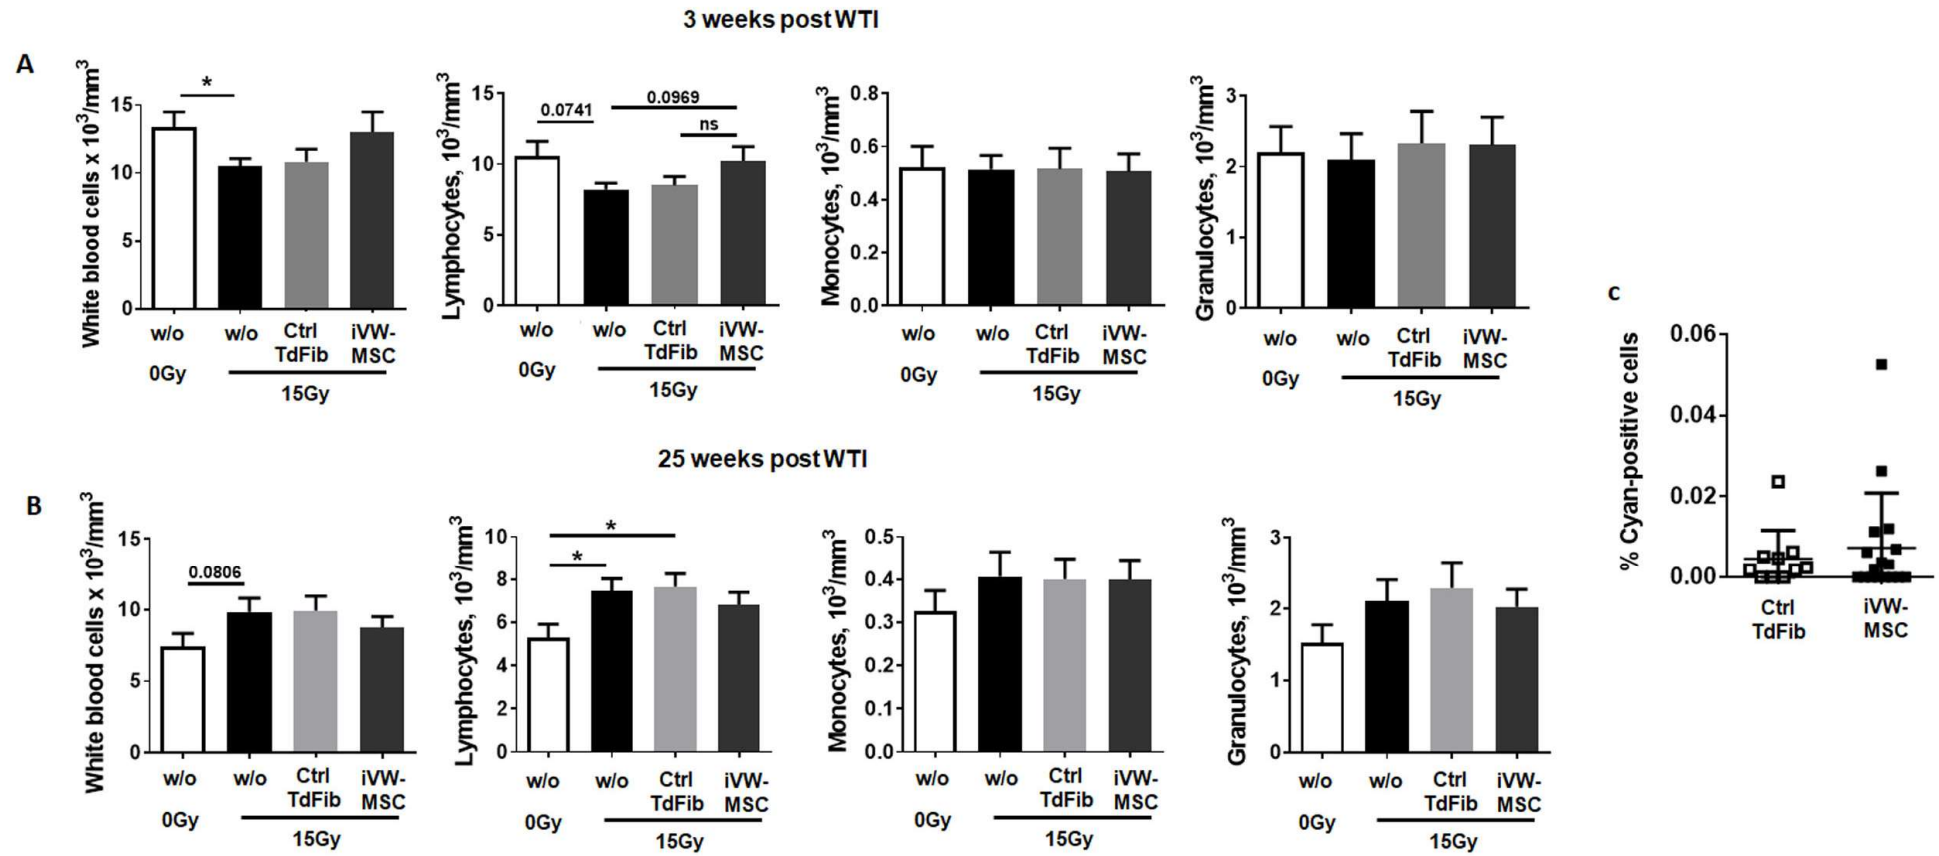 3 weeks post WTI
A
White blood cells x 10³/mm³
15
10
5
0
*
w/o
w/o
Ctrl TdFib
iVW-MSC
0Gy
15Gy
Lymphocytes, 10³/mm³
15
10
5
0
0.0741
0.0969
ns
w/o
w/o
Ctrl TdFib
iVW-MSC
0Gy
15Gy
Monocytes, 10³/mm³
0.8
0.6
0.4
0.2
0.0
w/o
w/o
Ctrl TdFib
iVW-MSC
0Gy
15Gy
Granulocytes, 10³/mm³
3
2
1
0
w/o
w/o
Ctrl TdFib
iVW-MSC
0Gy
15Gy
25 weeks post WTI
B
White blood cells x 10³/mm³
15
10
5
0
0.0806
w/o
w/o
Ctrl TdFib
iVW-MSC
0Gy
15Gy
Lymphocytes, 10³/mm³
10
8
6
4
2
0
*
*
w/o
w/o
Ctrl TdFib
iVW-MSC
0Gy
15Gy
Monocytes, 10³/mm³
0.5
0.4
0.3
0.2
0.1
0.0
w/o
w/o
Ctrl TdFib
iVW-MSC
0Gy
15Gy
Granulocytes, 10³/mm³
3
2
1
0
w/o
w/o
Ctrl TdFib
iVW-MSC
0Gy
15Gy
c
% Cyan-positive cells
0.06
0.04
0.02
0.00
Ctrl TdFib
iVW-MSC